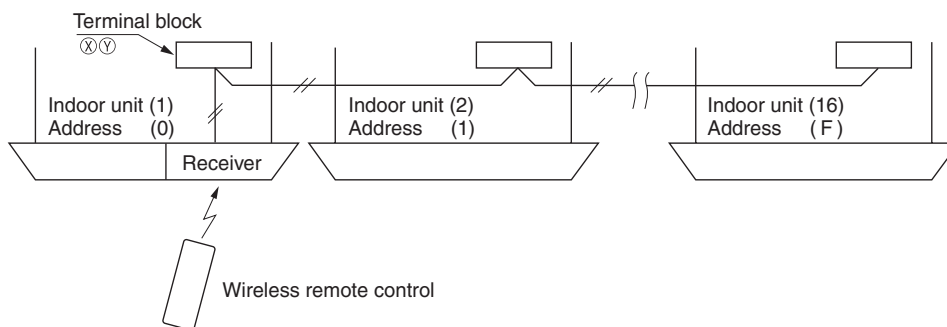 Terminal block
Ⓧ Ⓨ
Indoor unit (1)
Address (0)
Receiver
Indoor unit (2)
Address (1)
Indoor unit (16)
Address ( F )
Wireless remote control